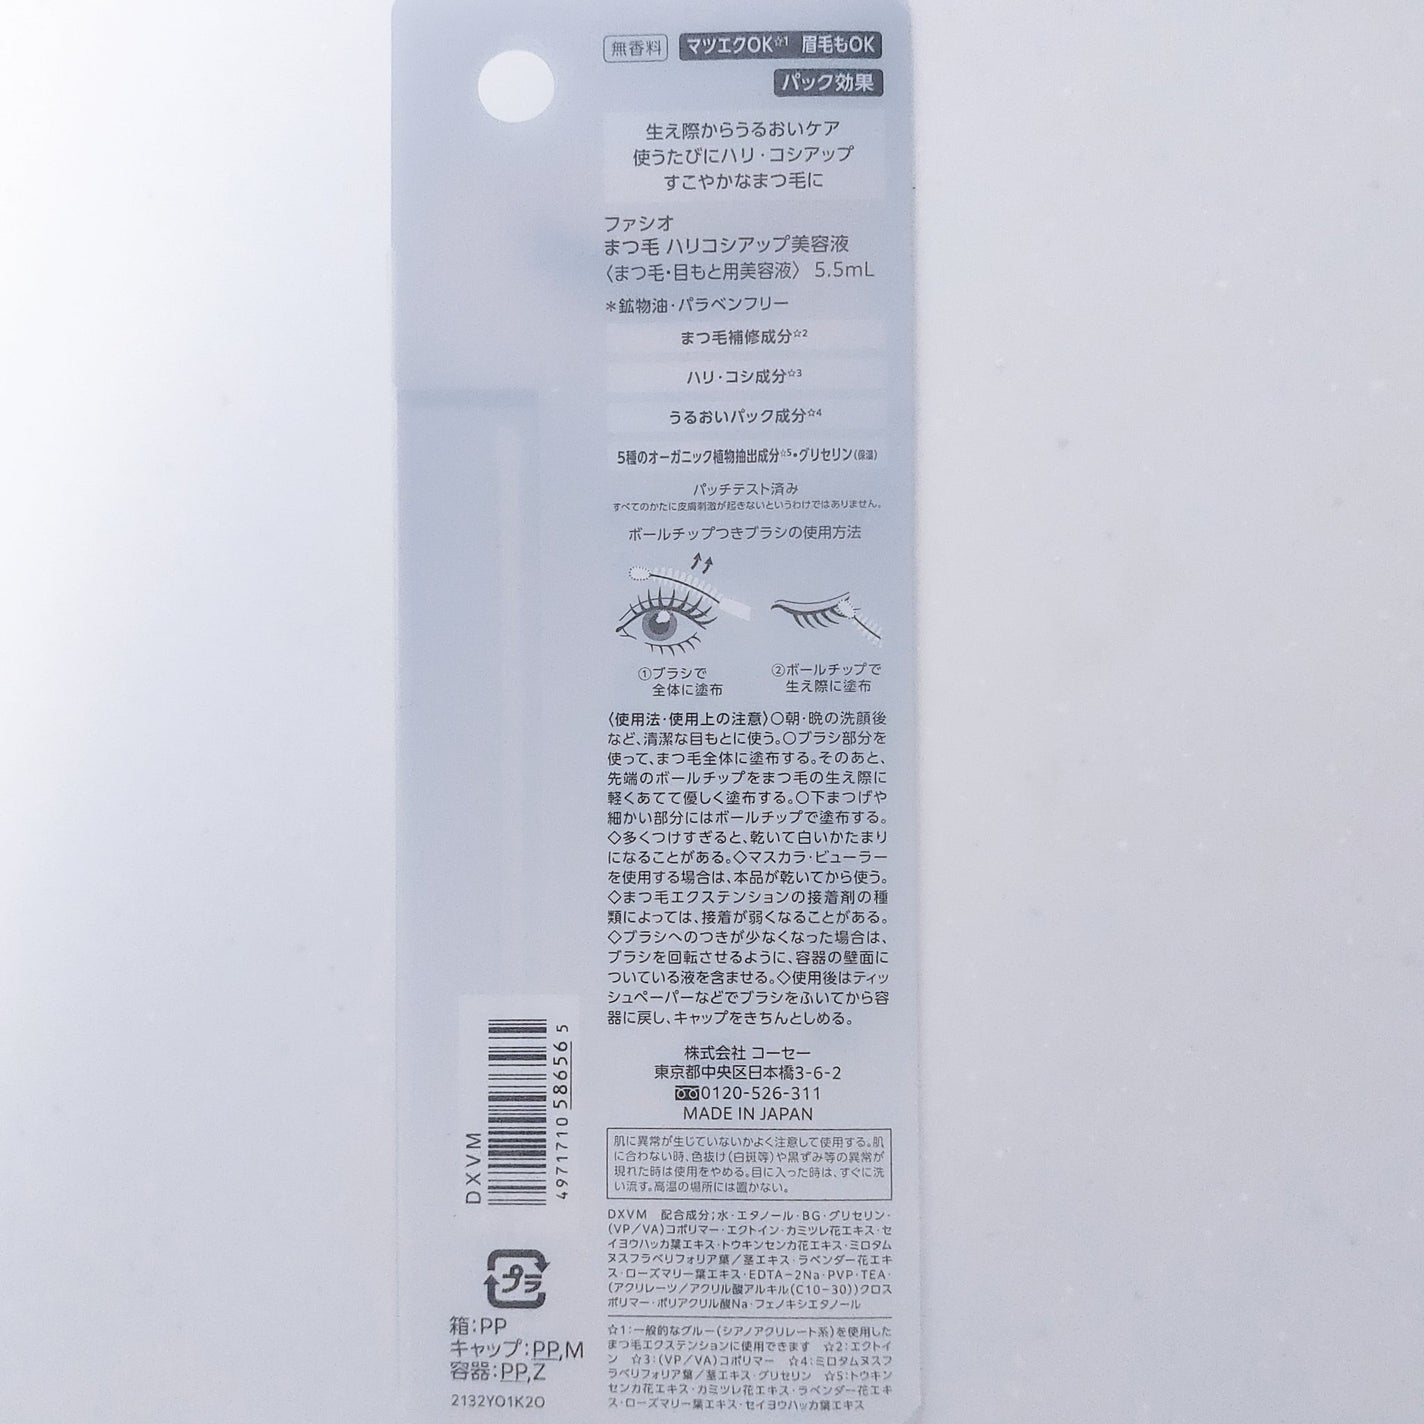 無香料 マツエクOK☆1 眉毛もOK
パック効果
生え際からうるおいケア
使うたびにハリ・コシアップ
すこやかなまつ毛に
ファシオ
まつ毛 ハリコシアップ美容液
〈まつ毛・目もと用美容液〉 5.5mL
＊鉱物油・パラベンフリー
まつ毛補修成分☆2
ハリ・コシ成分☆3
うるおいパック成分☆4
5種のオーガニック植物抽出成分☆5・グリセリン(保湿)
パッチテスト済み
すべてのかたに皮膚刺激が起きないというわけではありません。
ボールチップつきブラシの使用方法
①ブラシで
全体に塗布
②ボールチップで
生え際に塗布
〈使用法・使用上の注意〉○朝・晩の洗顔後
など、清潔な目もとに使う。○ブラシ部分を
使って、まつ毛全体に塗布する。そのあと、
先端のボールチップをまつ毛の生え際に
軽くあてて優しく塗布する。○下まつげや
細かい部分にはボールチップで塗布する。
◇多くつけすぎると、乾いて白いかたまり
になることがある。◇マスカラ・ビューラー
を使用する場合は、本品が乾いてから使う。
◇まつ毛エクステンションの接着剤の種
類によっては、接着が弱くなることがある。
◇ブラシへのつきが少なくなった場合は、
ブラシを回転させるように、容器の壁面に
ついている液を含ませる。◇使用後はティッ
シュペーパーなどでブラシをふいてから容
器に戻し、キャップをきちんとしめる。
株式会社 コーセー
東京都中央区日本橋3-6-2
0120-526-311
MADE IN JAPAN
肌に異常が生じていないかよく注意して使用する。肌
に合わない時、色抜け(白斑等)や黒ずみ等の異常が
現れた時は使用をやめる。目に入った時は、すぐに洗
い流す。高温の場所には置かない。
DXVM 配合成分;水・エタノール・BG・グリセリン・
(VP/VA)コポリマー・エクトイン・カミツレ花エキス・セ
イヨウハッカ葉エキス・トウキンセンカ花エキス・ミロタム
ヌスフラベリフォリア葉/茎エキス・ラベンダー花エキ
ス・ローズマリー葉エキス・EDTA-2Na・PVP・TEA・
(アクリレーツ/アクリル酸アルキル(C10-30))クロス
ポリマー・ポリアクリル酸Na・フェノキシエタノール
☆1:一般的なグルー(シアノアクリレート系)を使用した
まつ毛エクステンションに使用できます ☆2:エクトイ
ン ☆3:(VP/VA)コポリマー ☆4:ミロタムヌスフ
ラベリフォリア葉/茎エキス・グリセリン ☆5:トウキン
センカ花エキス・カミツレ花エキス・ラベンダー花エキ
ス・ローズマリー葉エキス・セイヨウハッカ葉エキス
DXVM
4971710 586565
プラ
箱:PP
キャップ:PP,M
容器:PP,Z
2132YO1K2O